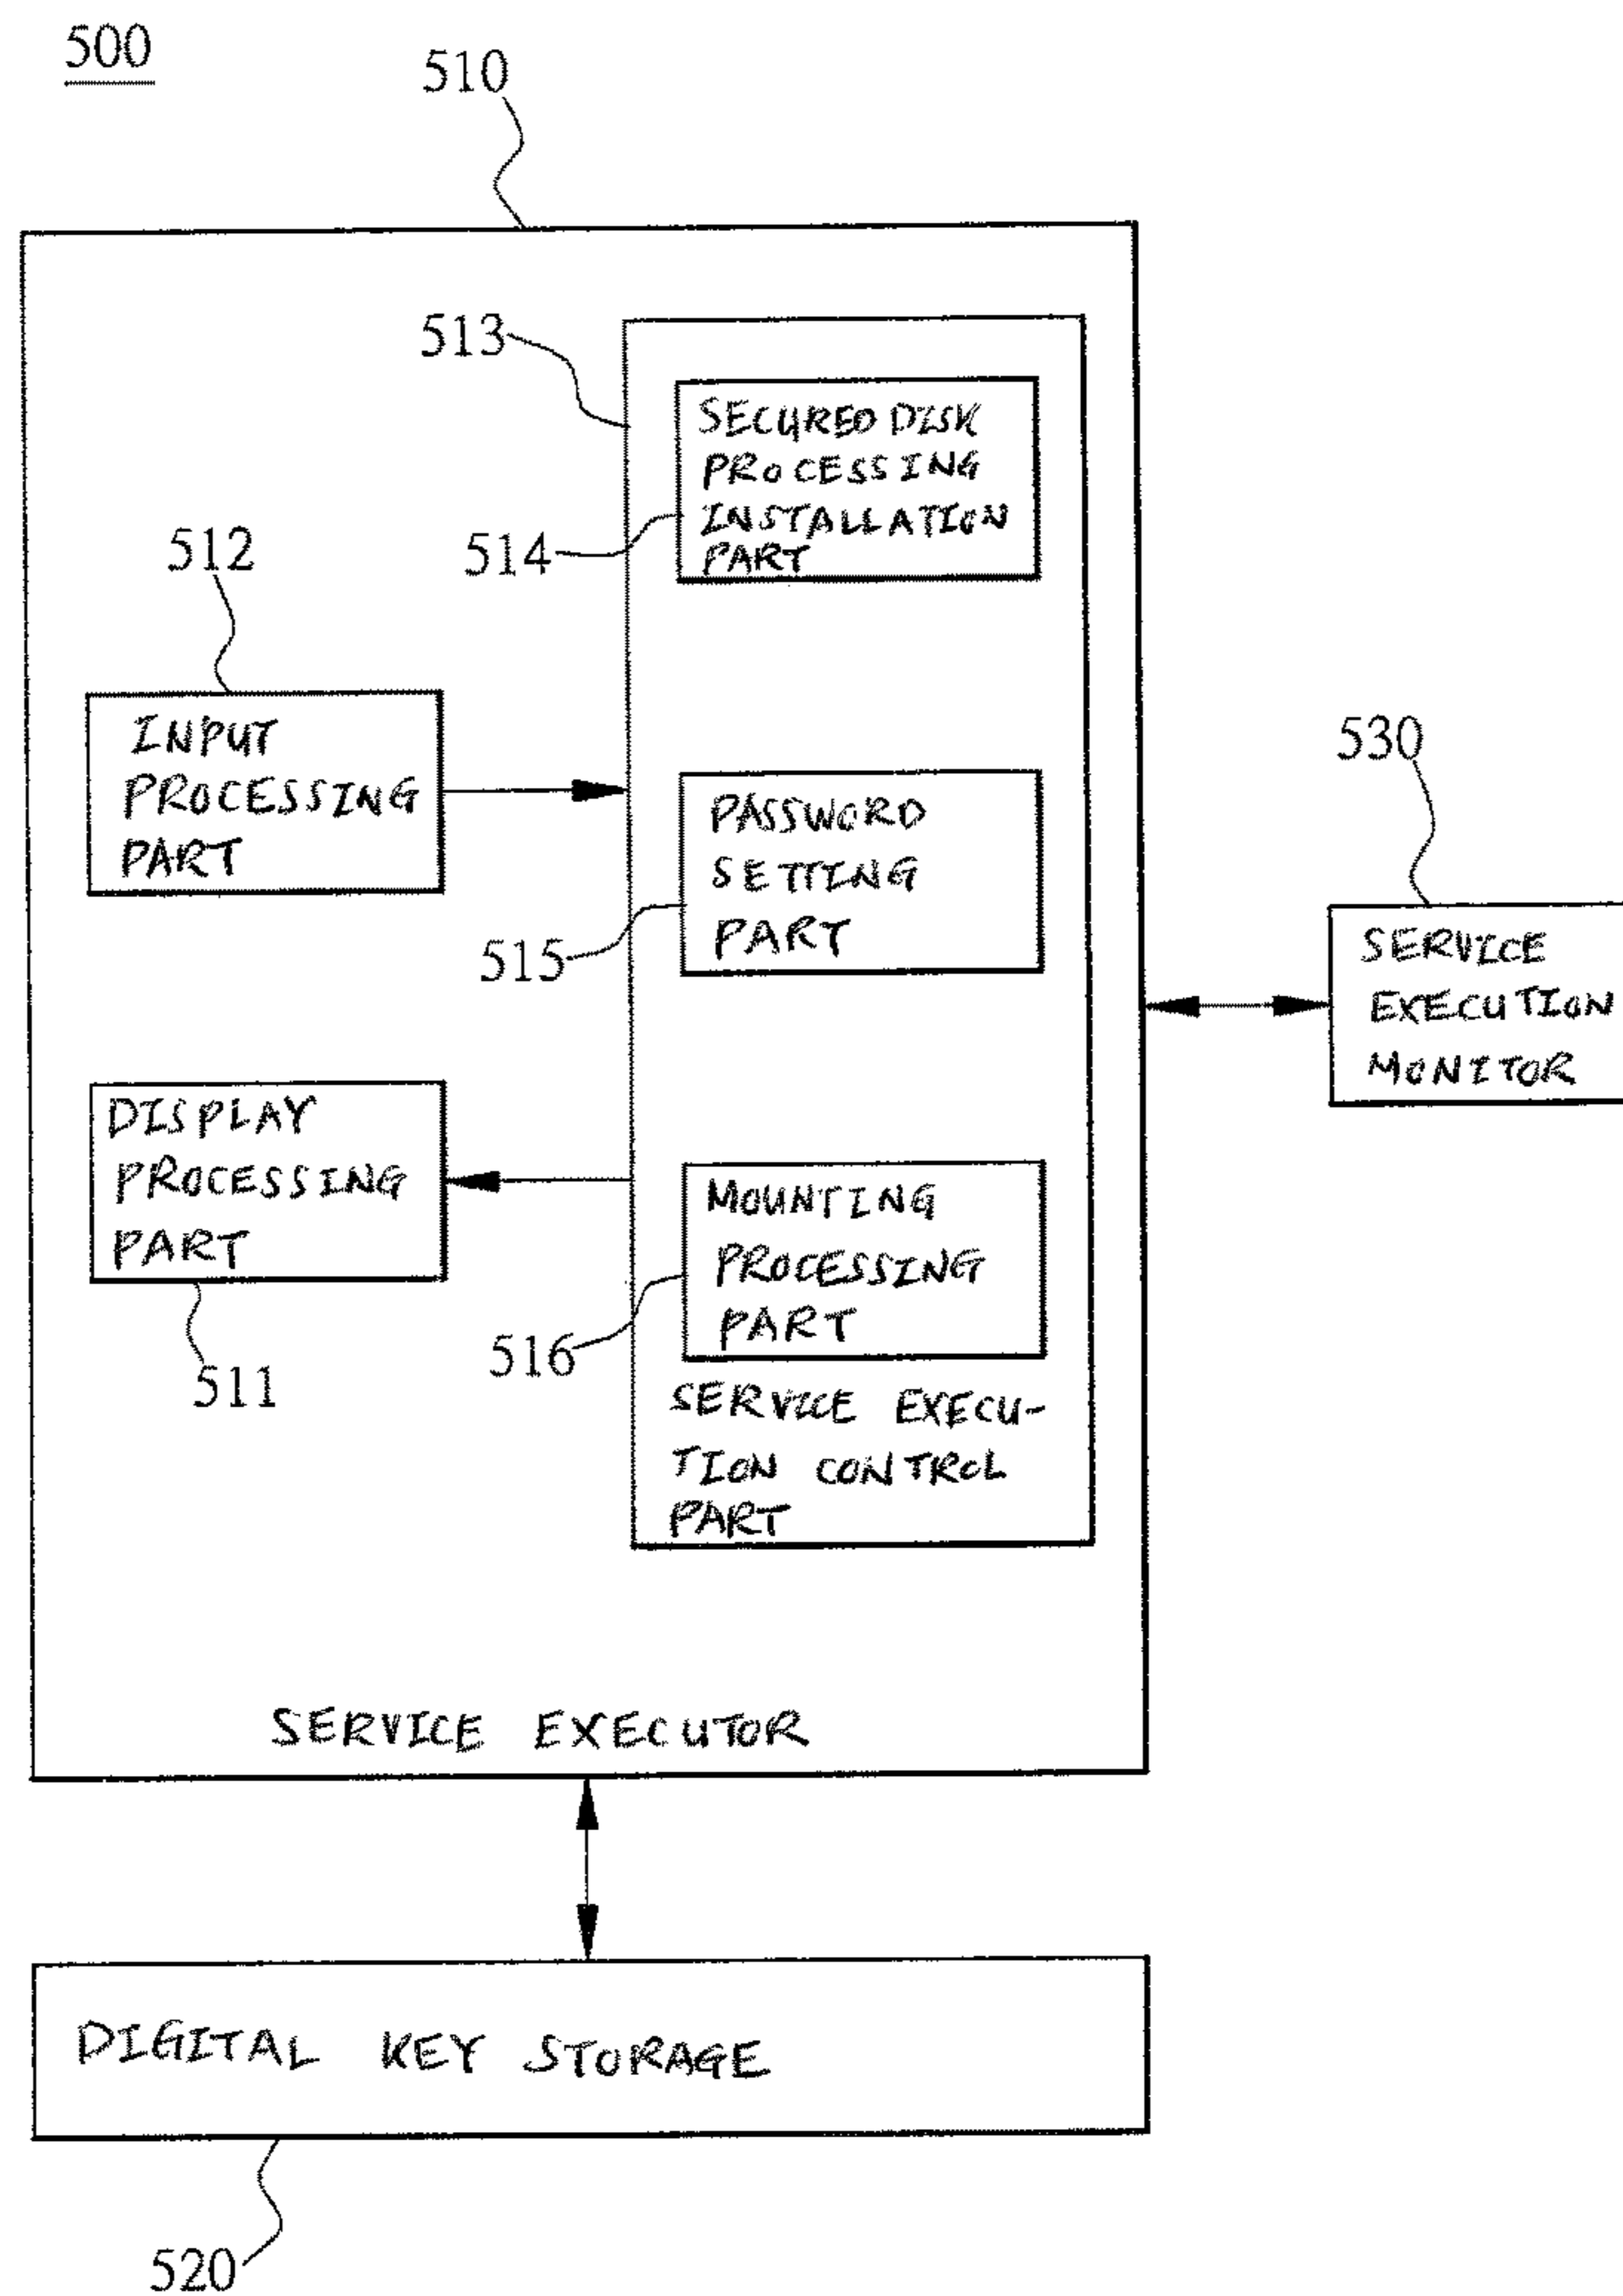 500
510
513
SECURED DISK
PROCESSING
INSTALLATION
PART
514
512
INPUT
PROCESSING
PART
PASSWORD
SETTING
PART
515
530
SERVICE
EXECUTION
MONITOR
DISPLAY
PROCESSING
PART
511
MOUNTING
PROCESSING
PART
516
SERVICE EXECU-
TION CONTROL
PART
SERVICE EXECUTOR
DIGITAL KEY STORAGE
520